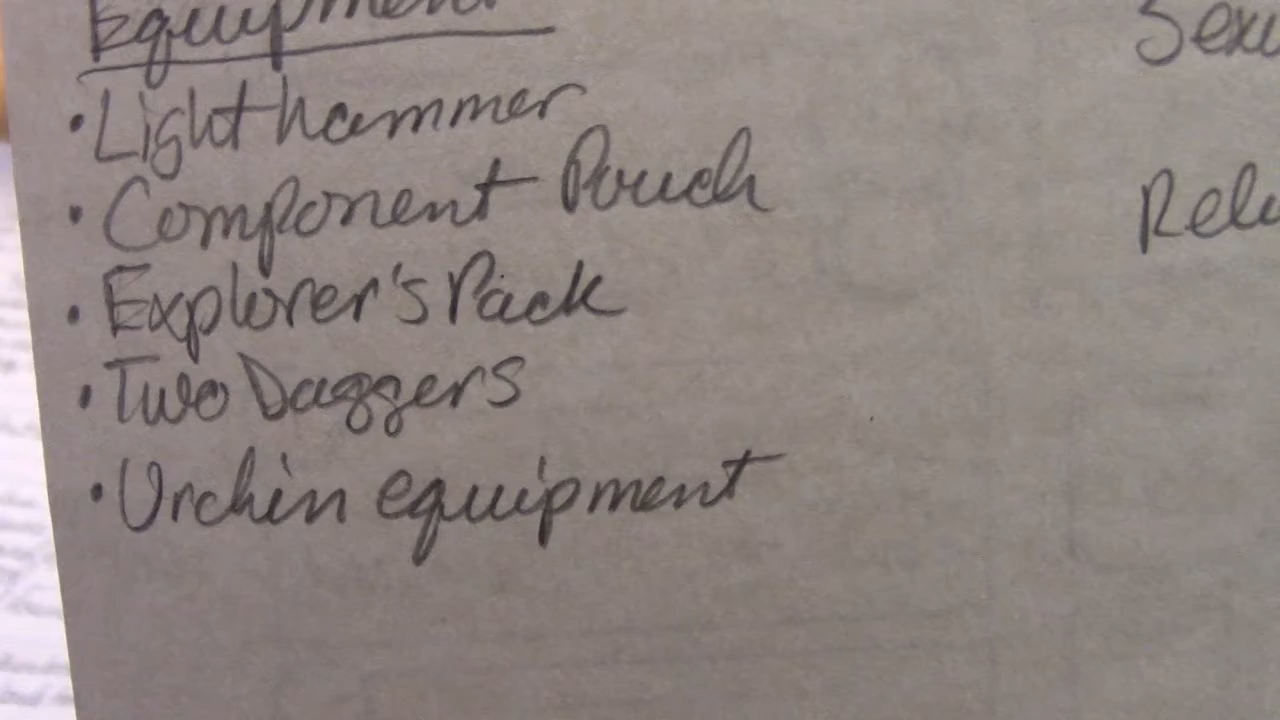 Equipment
• Light hammer
• Component Pouch
• Explorer's Pack
• Two Daggers
• Urchin equipment